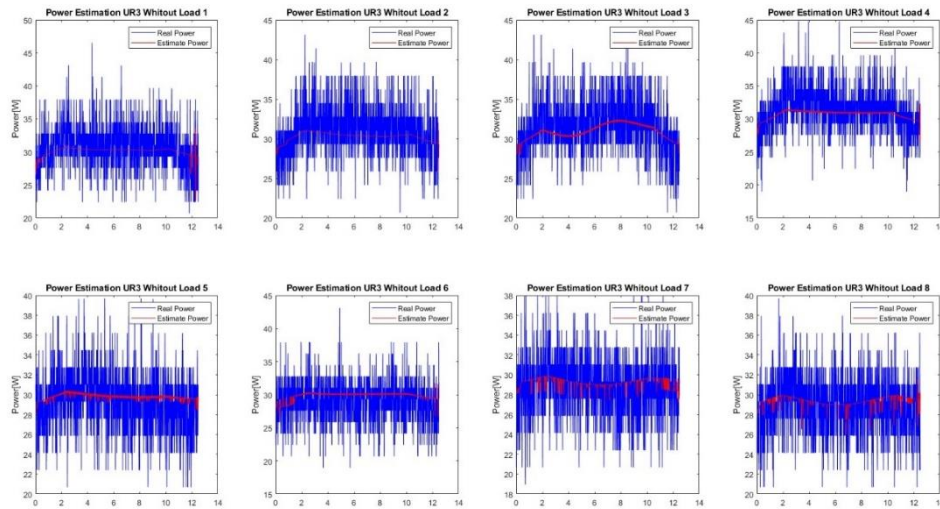 Power Estimation UR3 Whitout Load 1
Real Power
Estimate Power
Power[W]
50
45
40
35
30
25
20
0 2 4 6 8 10 12 14
Power Estimation UR3 Whitout Load 2
Real Power
Estimate Power
Power[W]
45
40
35
30
25
20
0 2 4 6 8 10 12 14
Power Estimation UR3 Whitout Load 3
Real Power
Estimate Power
Power[W]
45
40
35
30
25
20
0 2 4 6 8 10 12 14
Power Estimation UR3 Whitout Load 4
Real Power
Estimate Power
Power[W]
45
40
35
30
25
20
15
0 2 4 6 8 10 12 14
Power Estimation UR3 Whitout Load 5
Real Power
Estimate Power
Power[W]
40
38
36
34
32
30
28
26
24
22
20
0 2 4 6 8 10 12 14
Power Estimation UR3 Whitout Load 6
Real Power
Estimate Power
Power[W]
45
40
35
30
25
20
15
0 2 4 6 8 10 12 14
Power Estimation UR3 Whitout Load 7
Real Power
Estimate Power
Power[W]
38
36
34
32
30
28
26
24
22
20
18
0 2 4 6 8 10 12 14
Power Estimation UR3 Whitout Load 8
Real Power
Estimate Power
Power[W]
40
38
36
34
32
30
28
26
24
22
20
0 2 4 6 8 10 12 14